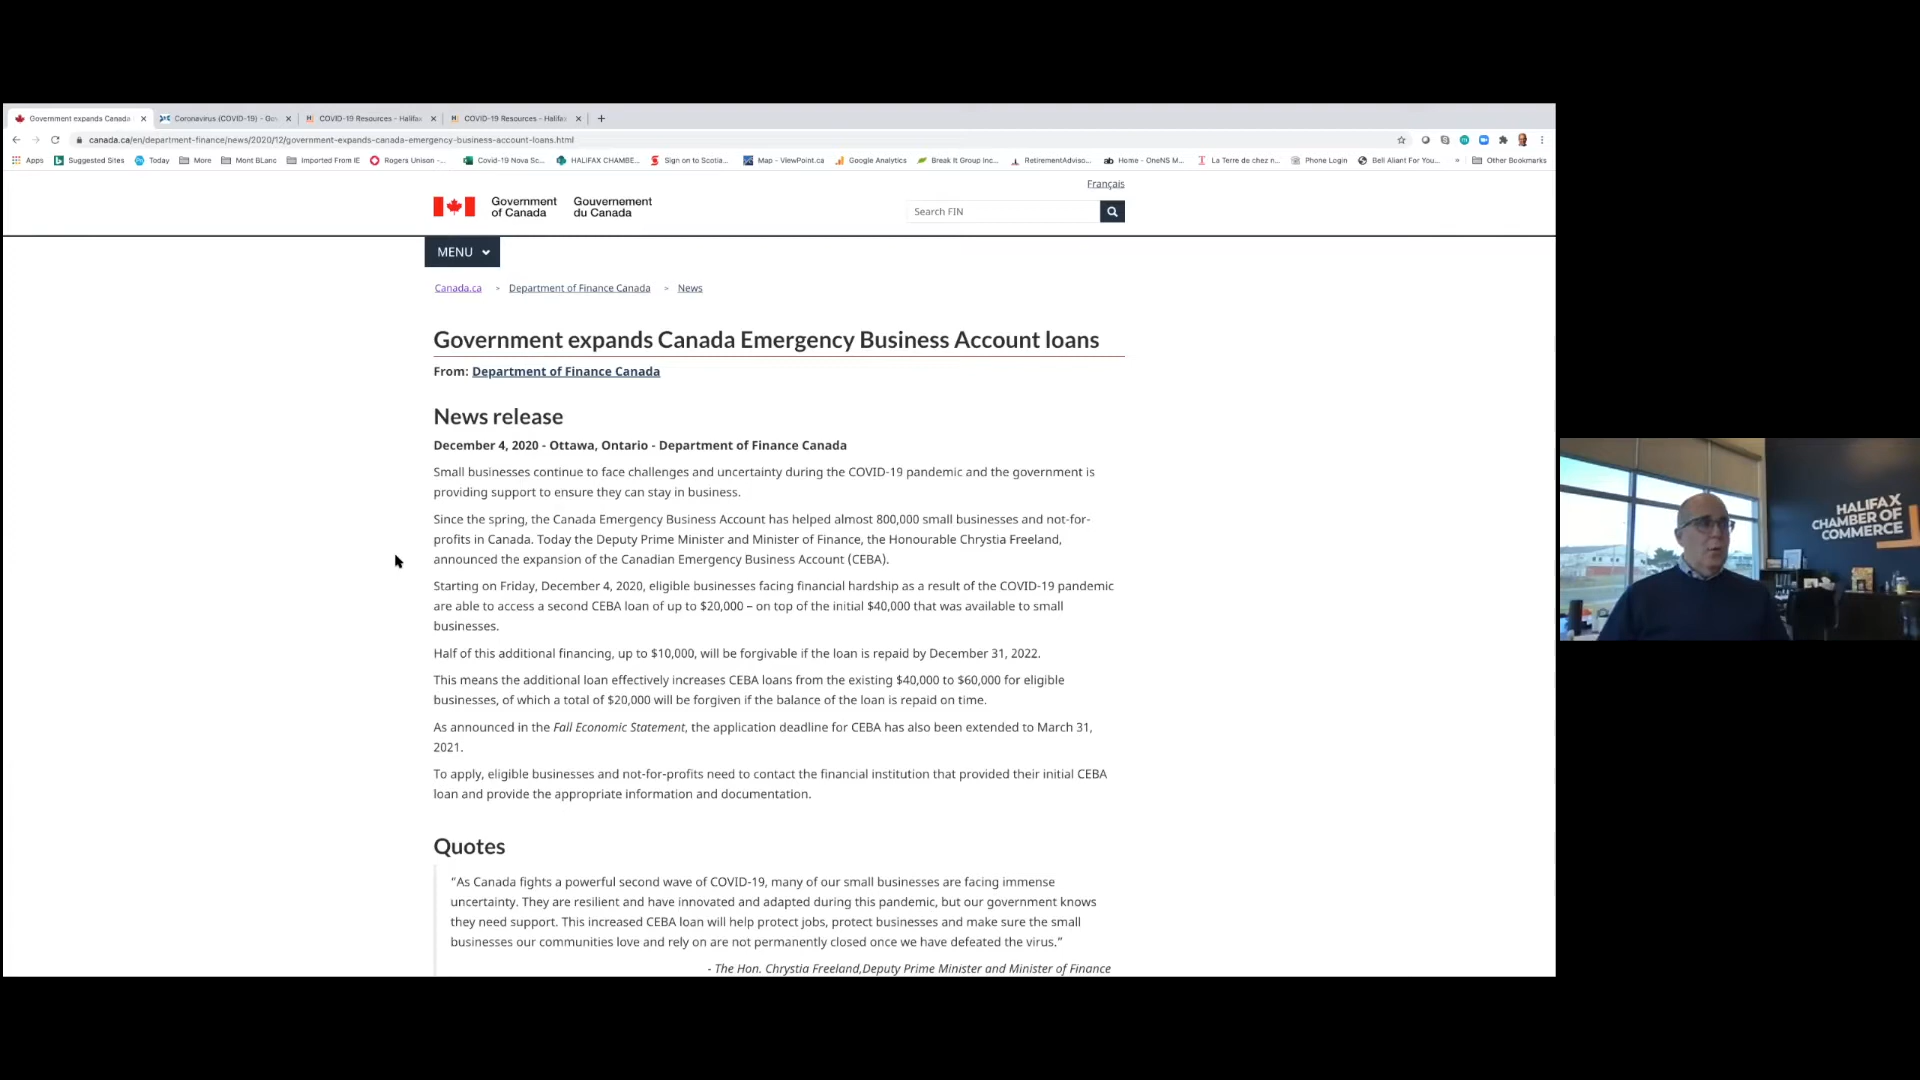 Government expands Canada
Coronavirus (COVID-19) - Gov
COVID-19 Resources - Halifax
COVID-19 Resources - Halifax
canada.ca/en/department-finance/news/2020/12/government-expands-canada-emergency-business-account-loans.html
Apps Suggested Sites Today More Mont BLanc Imported From IE Rogers Unison -... Covid-19 Nova Sc... HALIFAX CHAMBE... Sign on to Scotia... Map - ViewPoint.ca Google Analytics Break It Group Inc... RetirementAdviso... Home - OneNS M... La Terre de chez n... Phone Login Bell Aliant For You... » Other Bookmarks
Français
Government of Canada
Gouvernement du Canada
Search FIN
MENU
Canada.ca > Department of Finance Canada > News
Government expands Canada Emergency Business Account loans
From: Department of Finance Canada
News release
December 4, 2020 - Ottawa, Ontario - Department of Finance Canada
Small businesses continue to face challenges and uncertainty during the COVID-19 pandemic and the government is
providing support to ensure they can stay in business.
Since the spring, the Canada Emergency Business Account has helped almost 800,000 small businesses and not-for-
profits in Canada. Today the Deputy Prime Minister and Minister of Finance, the Honourable Chrystia Freeland,
announced the expansion of the Canadian Emergency Business Account (CEBA).
Starting on Friday, December 4, 2020, eligible businesses facing financial hardship as a result of the COVID-19 pandemic
are able to access a second CEBA loan of up to $20,000 – on top of the initial $40,000 that was available to small
businesses.
Half of this additional financing, up to $10,000, will be forgivable if the loan is repaid by December 31, 2022.
This means the additional loan effectively increases CEBA loans from the existing $40,000 to $60,000 for eligible
businesses, of which a total of $20,000 will be forgiven if the balance of the loan is repaid on time.
As announced in the Fall Economic Statement, the application deadline for CEBA has also been extended to March 31,
2021.
To apply, eligible businesses and not-for-profits need to contact the financial institution that provided their initial CEBA
loan and provide the appropriate information and documentation.
Quotes
“As Canada fights a powerful second wave of COVID-19, many of our small businesses are facing immense
uncertainty. They are resilient and have innovated and adapted during this pandemic, but our government knows
they need support. This increased CEBA loan will help protect jobs, protect businesses and make sure the small
businesses our communities love and rely on are not permanently closed once we have defeated the virus.”
- The Hon. Chrystia Freeland,Deputy Prime Minister and Minister of Finance
HALIFAX
CHAMBER OF
COMMERCE